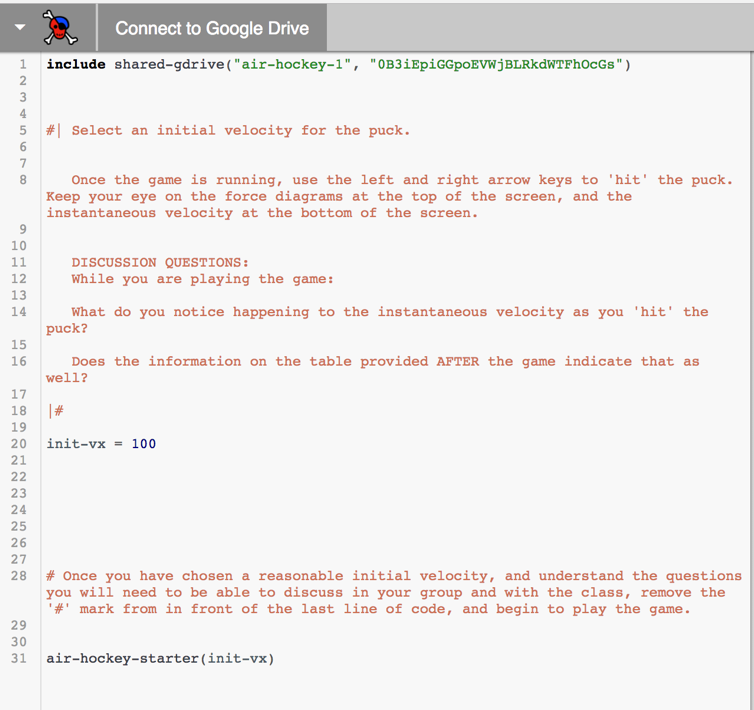 Connect to Google Drive
1 include shared-gdrive("air-hockey-1", "0B3iEpiGGpoEVWjBLRkdWTFhOcGs")
2
3
4
5 #| Select an initial velocity for the puck.
6
7
8 Once the game is running, use the left and right arrow keys to 'hit' the puck.
Keep your eye on the force diagrams at the top of the screen, and the
instantaneous velocity at the bottom of the screen.
9
10
11 DISCUSSION QUESTIONS:
12 While you are playing the game:
13
14 What do you notice happening to the instantaneous velocity as you 'hit' the
puck?
15
16 Does the information on the table provided AFTER the game indicate that as
well?
17
18 |#
19
20 init-vx = 100
21
22
23
24
25
26
27
28 # Once you have chosen a reasonable initial velocity, and understand the questions
you will need to be able to discuss in your group and with the class, remove the
'#' mark from in front of the last line of code, and begin to play the game.
29
30
31 air-hockey-starter(init-vx)